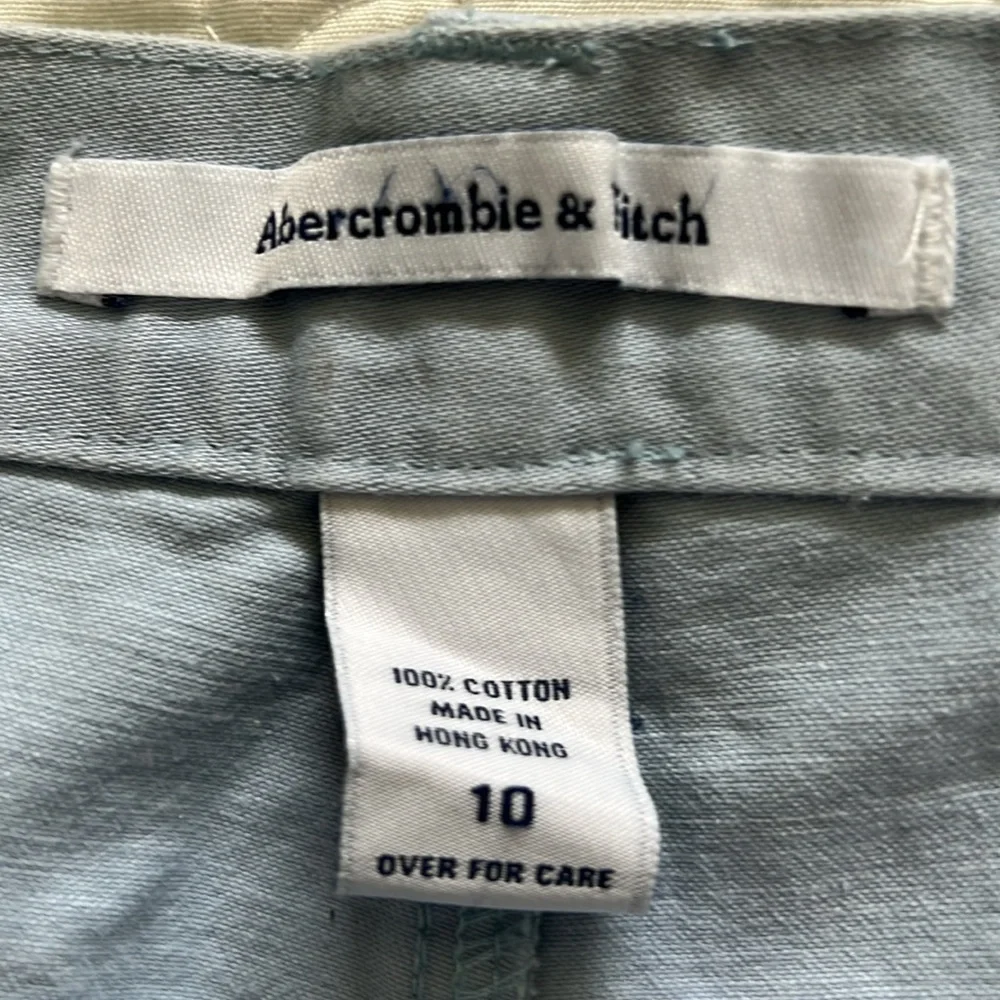 Abercrombie & Fitch
100% COTTON
MADE IN
HONG KONG
10
OVER FOR CARE